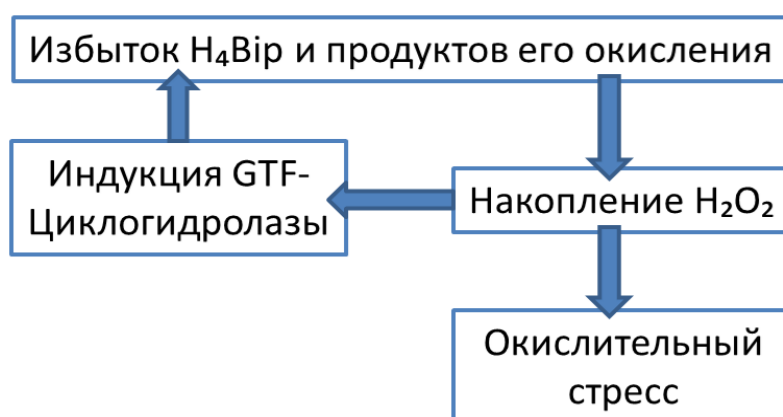 Избыток H₄Bip и продуктов его окисления
Индукция GTF-
Циклогидролазы
Накопление H₂O₂
Окислительный
стресс